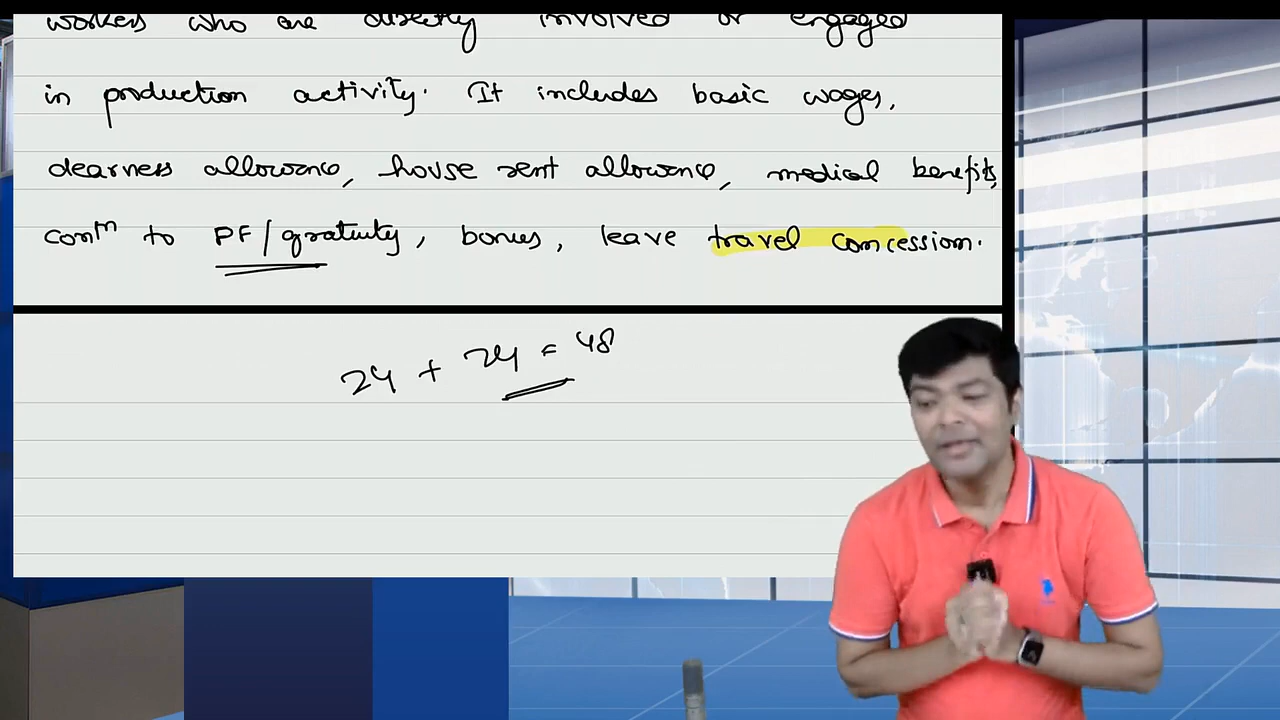 workers who are directly involved or engaged
in production activity. It includes basic wages,
dearness allowance, house rent allowance, medical benefits,
contn to PF/gratuity, bonus, leave travel concession.
24 + 24 = 48